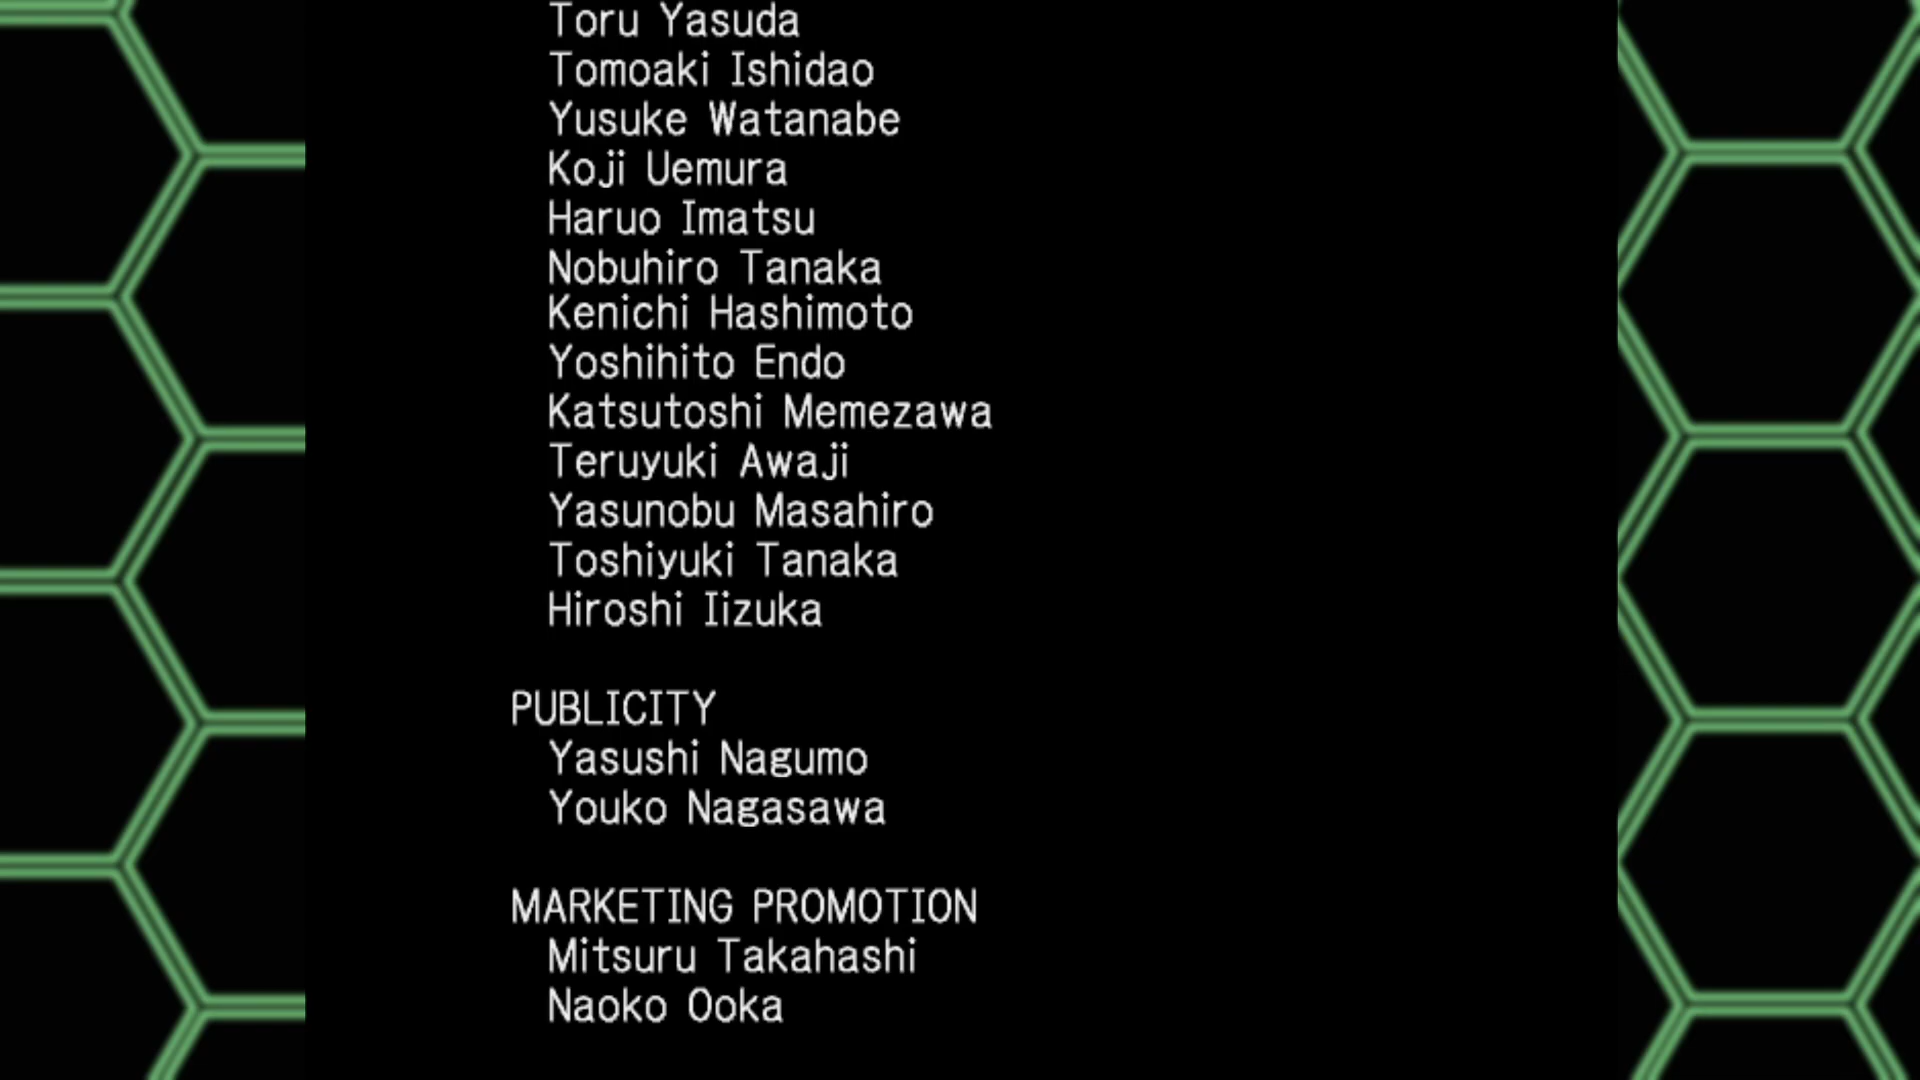 Toru Yasuda
Tomoaki Ishidao
Yusuke Watanabe
Koji Uemura
Haruo Imatsu
Nobuhiro Tanaka
Kenichi Hashimoto
Yoshihito Endo
Katsutoshi Memezawa
Teruyuki Awaji
Yasunobu Masahiro
Toshiyuki Tanaka
Hiroshi Iizuka
PUBLICITY
Yasushi Nagumo
Youko Nagasawa
MARKETING PROMOTION
Mitsuru Takahashi
Naoko Ooka